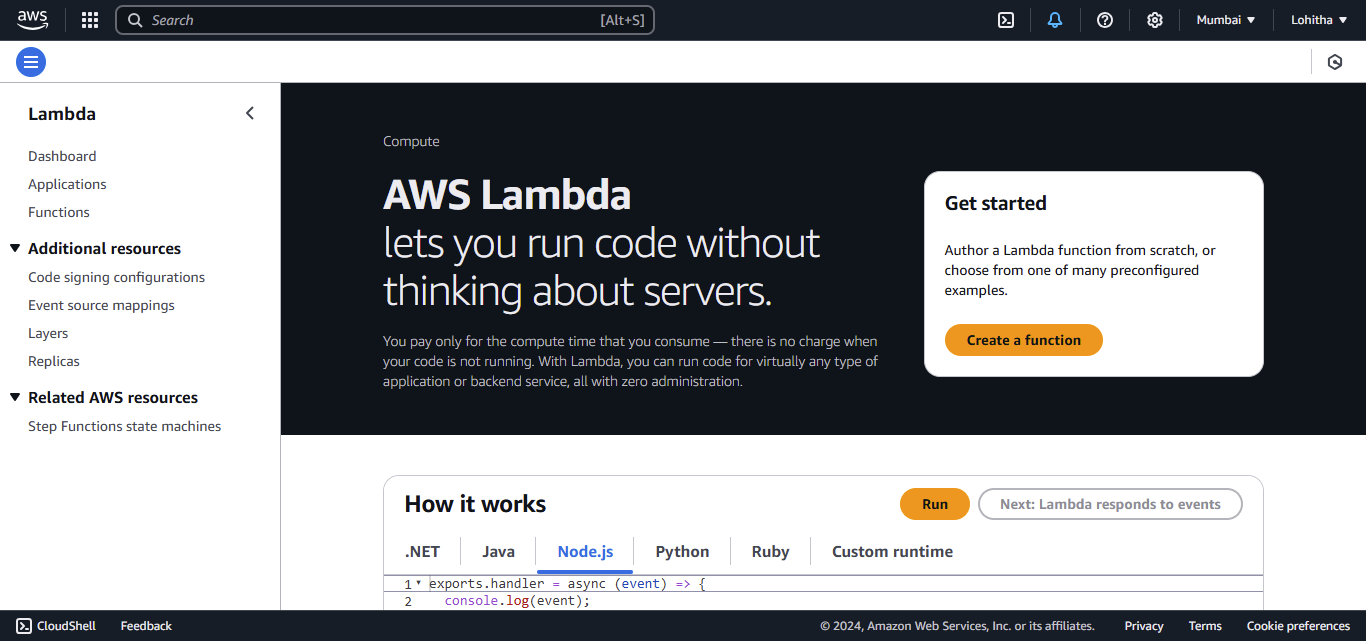 aws
Search
[Alt+S]
Mumbai
Lohitha
Lambda
Dashboard
Applications
Functions
Additional resources
Code signing configurations
Event source mappings
Layers
Replicas
Related AWS resources
Step Functions state machines
Compute
AWS Lambda
lets you run code without
thinking about servers.
You pay only for the compute time that you consume — there is no charge when
your code is not running. With Lambda, you can run code for virtually any type of
application or backend service, all with zero administration.
Get started
Author a Lambda function from scratch, or
choose from one of many preconfigured
examples.
Create a function
How it works
Run
Next: Lambda responds to events
.NET
Java
Node.js
Python
Ruby
Custom runtime
1 exports.handler = async (event) => {
2 console.log(event);
CloudShell
Feedback
© 2024, Amazon Web Services, Inc. or its affiliates.
Privacy
Terms
Cookie preferences